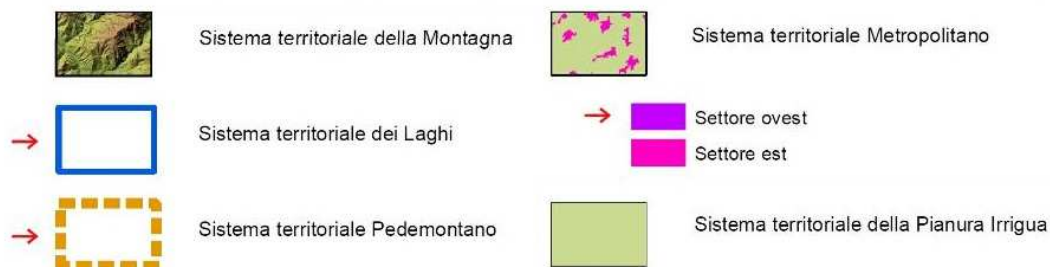 Sistema territoriale della Montagna
Sistema territoriale dei Laghi
Sistema territoriale Pedemontano
Sistema territoriale Metropolitano
Settore ovest
Settore est
Sistema territoriale della Pianura Irrigua